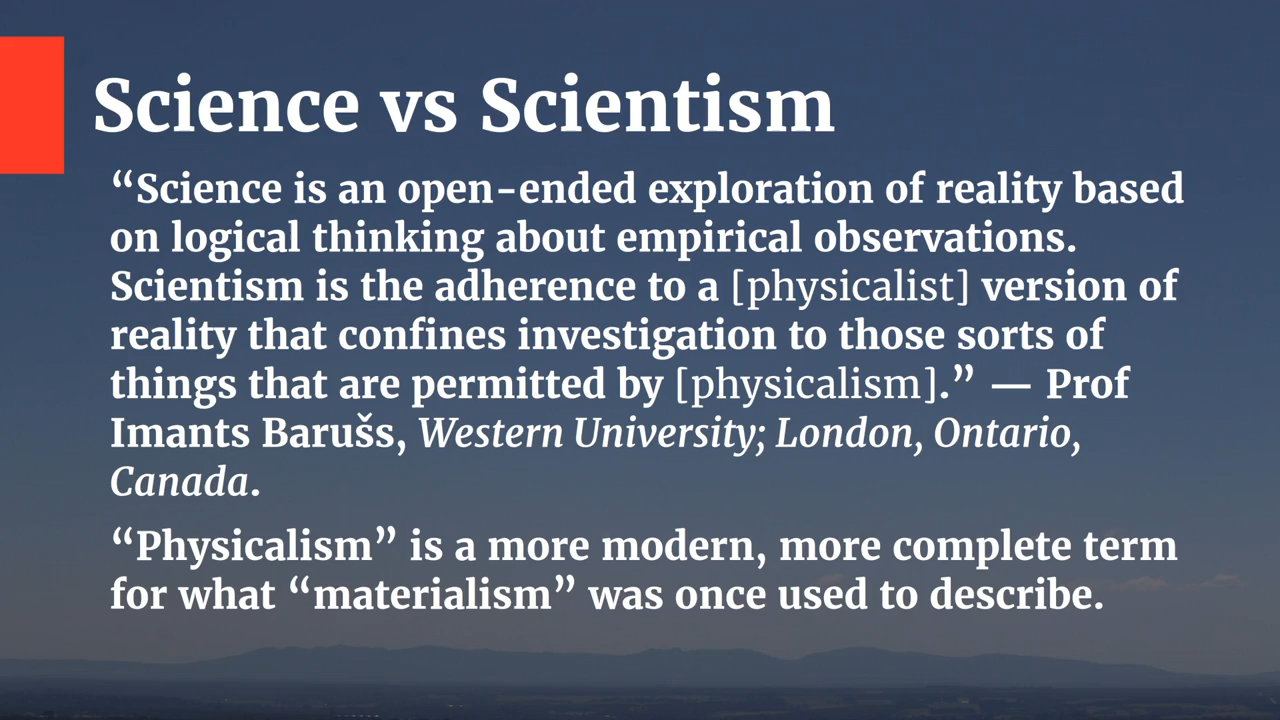 Science vs Scientism
“Science is an open-ended exploration of reality based
on logical thinking about empirical observations.
Scientism is the adherence to a [physicalist] version of
reality that confines investigation to those sorts of
things that are permitted by [physicalism].” — Prof
Imants Barušs, Western University; London, Ontario,
Canada.
“Physicalism” is a more modern, more complete term
for what “materialism” was once used to describe.